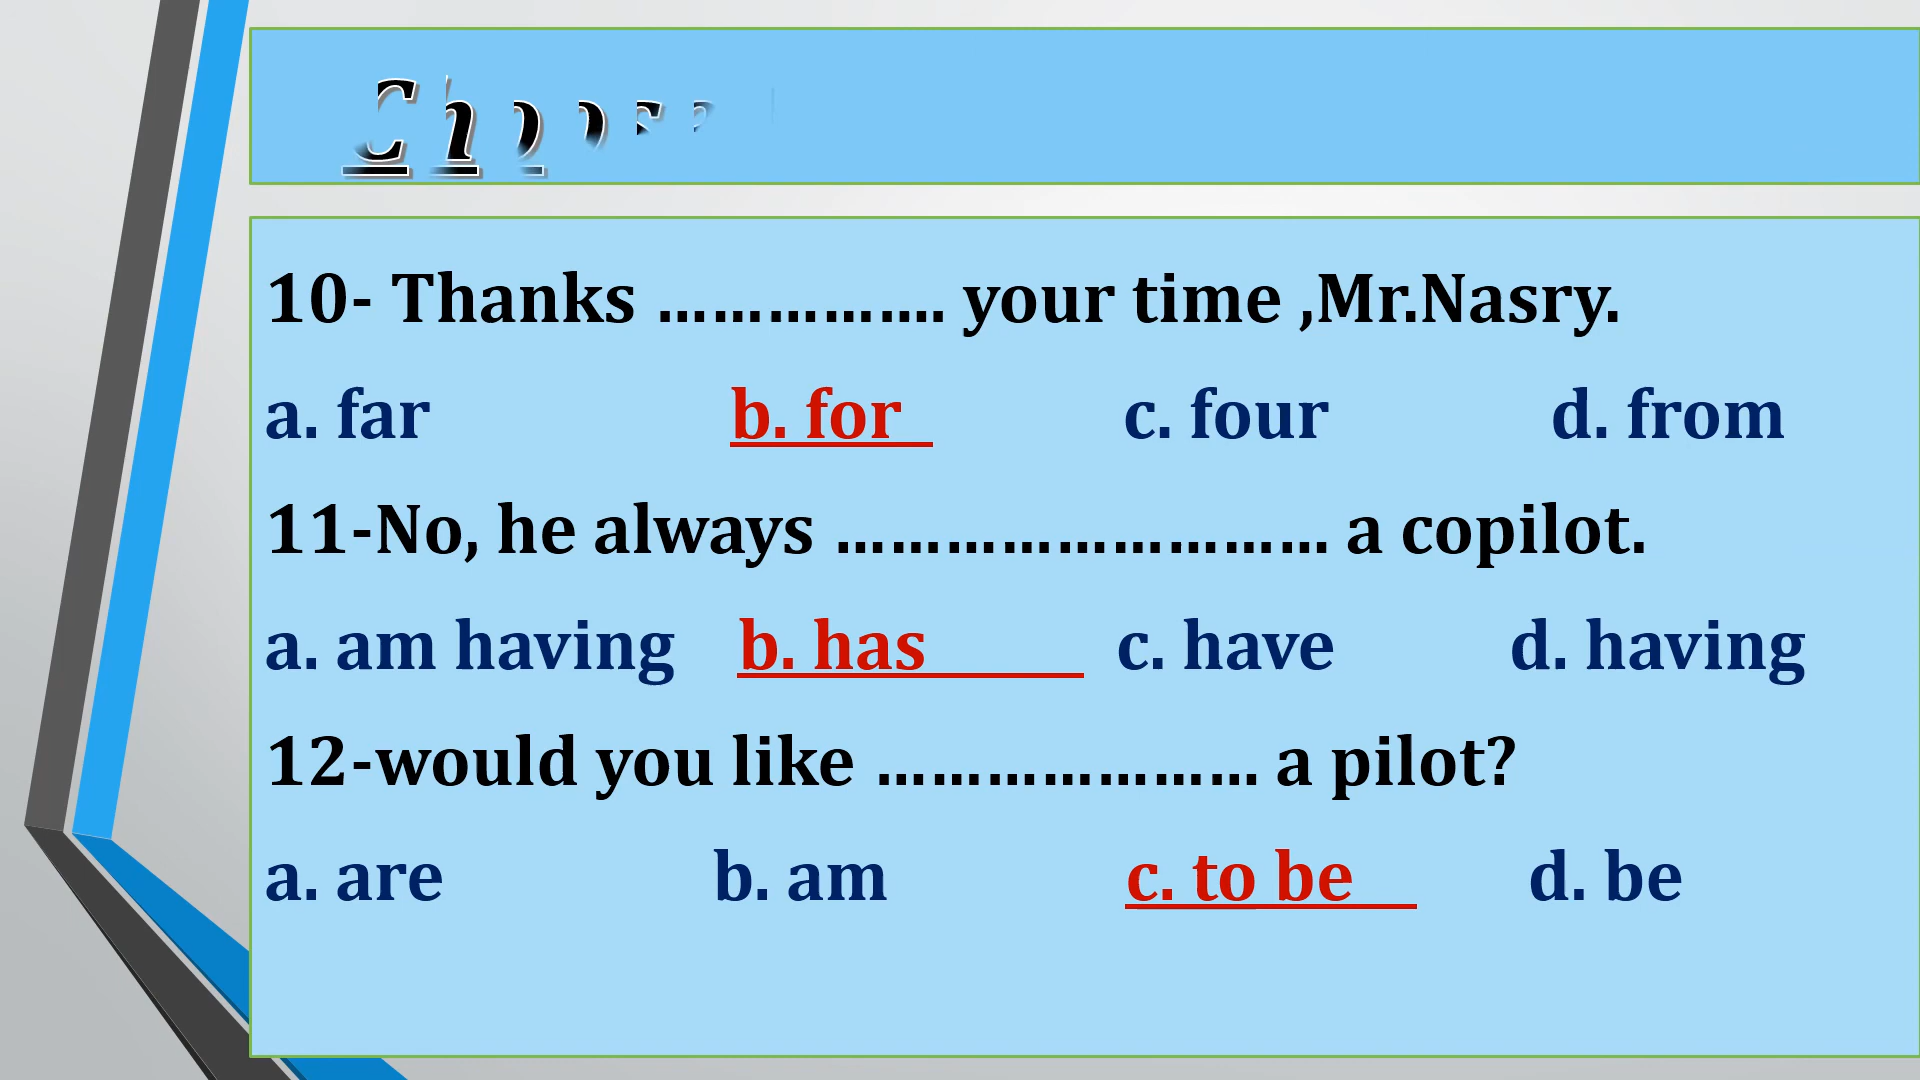 Choose
10- Thanks ……………. your time ,Mr.Nasry.
a. far b. for c. four d. from
11-No, he always ……………………… a copilot.
a. am having b. has c. have d. having
12-would you like ………………… a pilot?
a. are b. am c. to be d. be